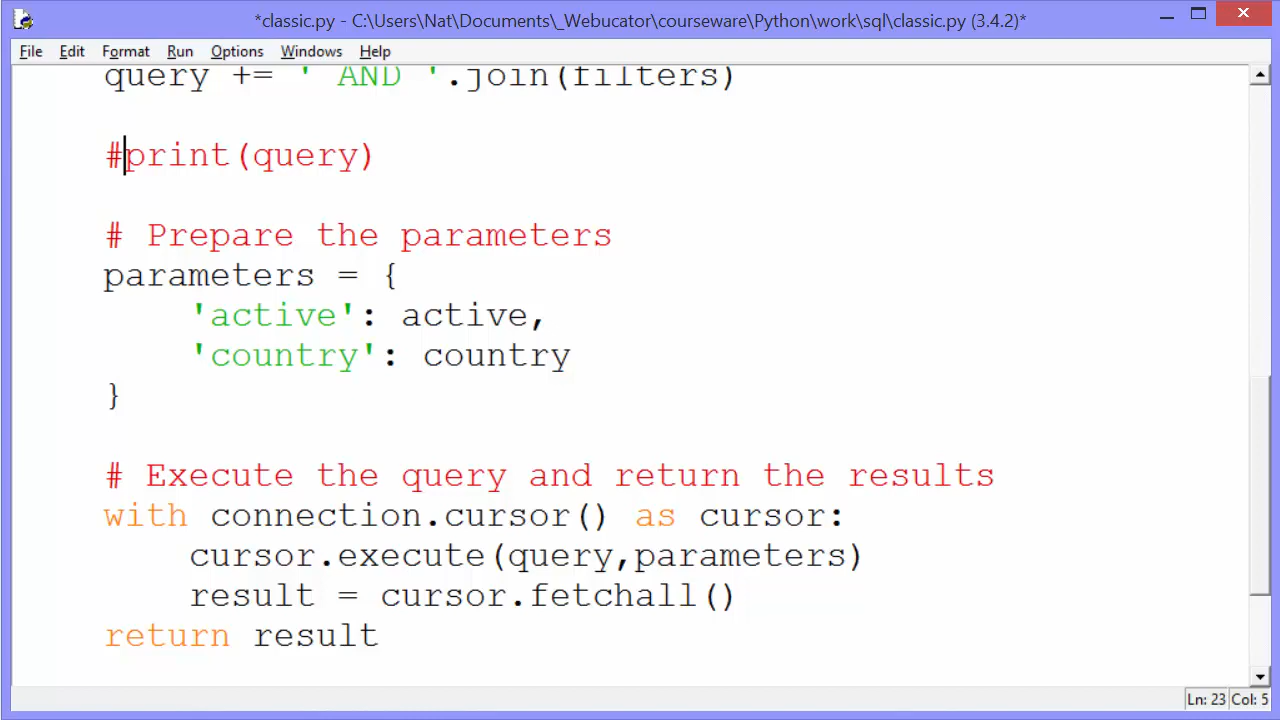 *classic.py - C:\Users\Nat\Documents\_Webucator\courseware\Python\work\sql\classic.py (3.4.2)*
File Edit Format Run Options Windows Help
query += ' AND '.join(filters)
#print(query)
# Prepare the parameters
parameters = {
'active': active,
'country': country
}
# Execute the query and return the results
with connection.cursor() as cursor:
cursor.execute(query,parameters)
result = cursor.fetchall()
return result
Ln: 23 Col: 5